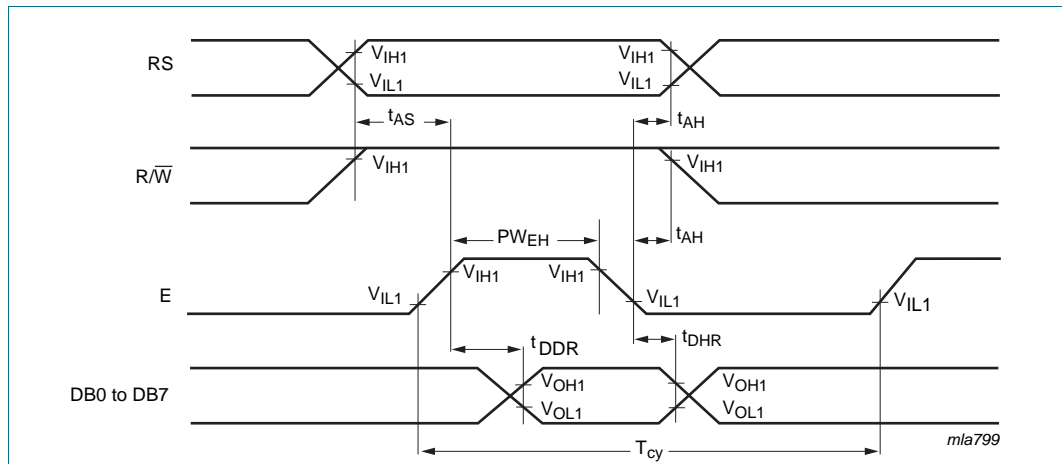 RS
VIH1
VIL1
VIH1
VIL1
tAS
tAH
R/W̅
VIH1
VIH1
PWEH
tAH
E
VIL1
VIH1
VIH1
VIL1
VIL1
tDDR
tDHR
DB0 to DB7
VOH1
VOL1
VOH1
VOL1
Tcy
mla799